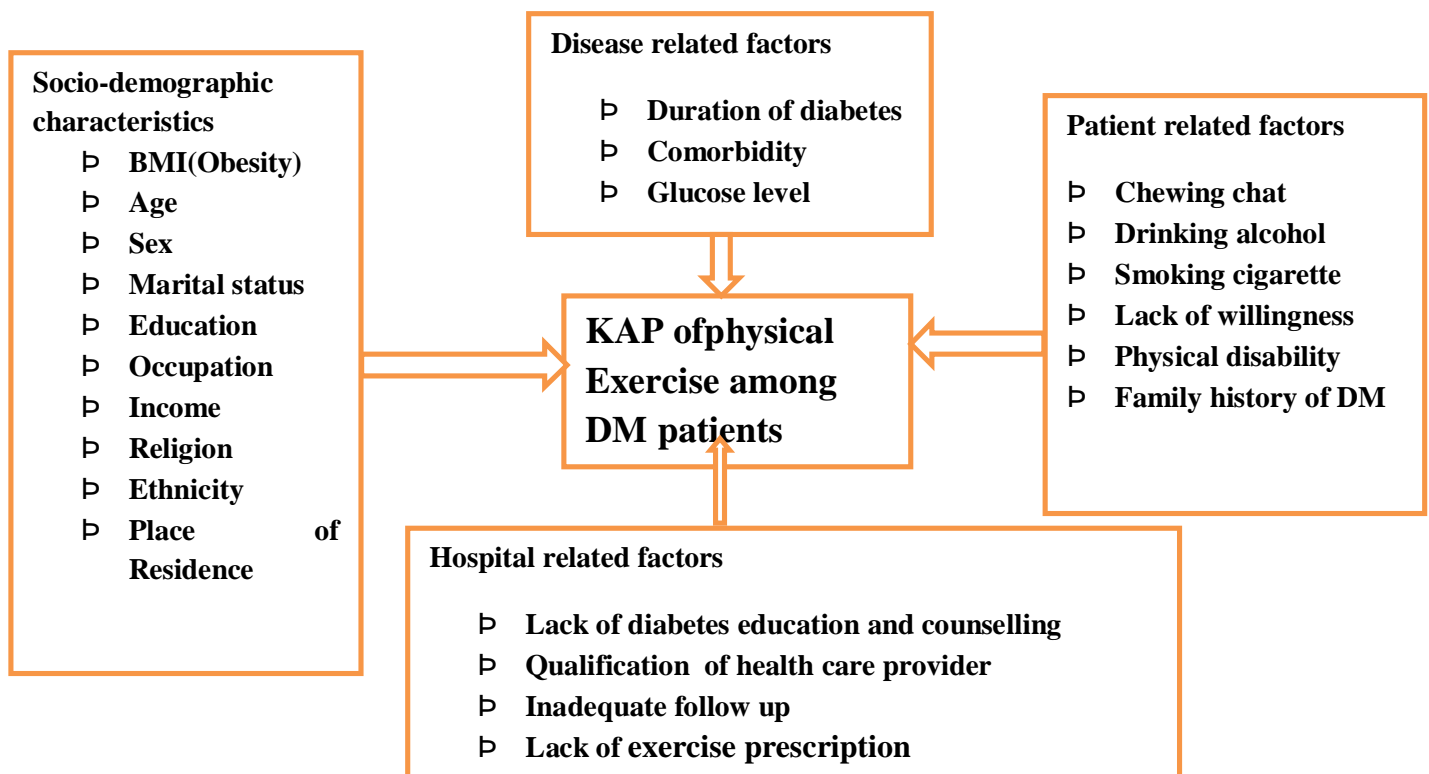 Socio-demographic
characteristics
Þ BMI(Obesity)
Þ Age
Þ Sex
Þ Marital status
Þ Education
Þ Occupation
Þ Income
Þ Religion
Þ Ethnicity
Þ Place of
Residence
Disease related factors
Þ Duration of diabetes
Þ Comorbidity
Þ Glucose level
Patient related factors
Þ Chewing chat
Þ Drinking alcohol
Þ Smoking cigarette
Þ Lack of willingness
Þ Physical disability
Þ Family history of DM
KAP ofphysical
Exercise among
DM patients
Hospital related factors
Þ Lack of diabetes education and counselling
Þ Qualification of health care provider
Þ Inadequate follow up
Þ Lack of exercise prescription